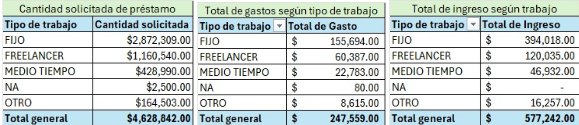 Cantidad solicitada de préstamo
Tipo de trabajo Cantidad solicitada
FIJO $2,872,309.00
FREELANCER $1,160,540.00
MEDIO TIEMPO $428,990.00
NA $2,500.00
OTRO $164,503.00
Total general $4,628,842.00
Total de gastos según tipo de trabajo
Tipo de trabajo Total de Gasto
FIJO $ 155,694.00
FREELANCER $ 60,387.00
MEDIO TIEMPO $ 22,783.00
NA $ 80.00
OTRO $ 8,615.00
Total general $ 247,559.00
Total de ingreso según trabajo
Tipo de trabajo Total de Ingreso
FIJO $ 394,018.00
FREELANCER $ 120,035.00
MEDIO TIEMPO $ 46,932.00
NA $ -
OTRO $ 16,257.00
Total general $ 577,242.00